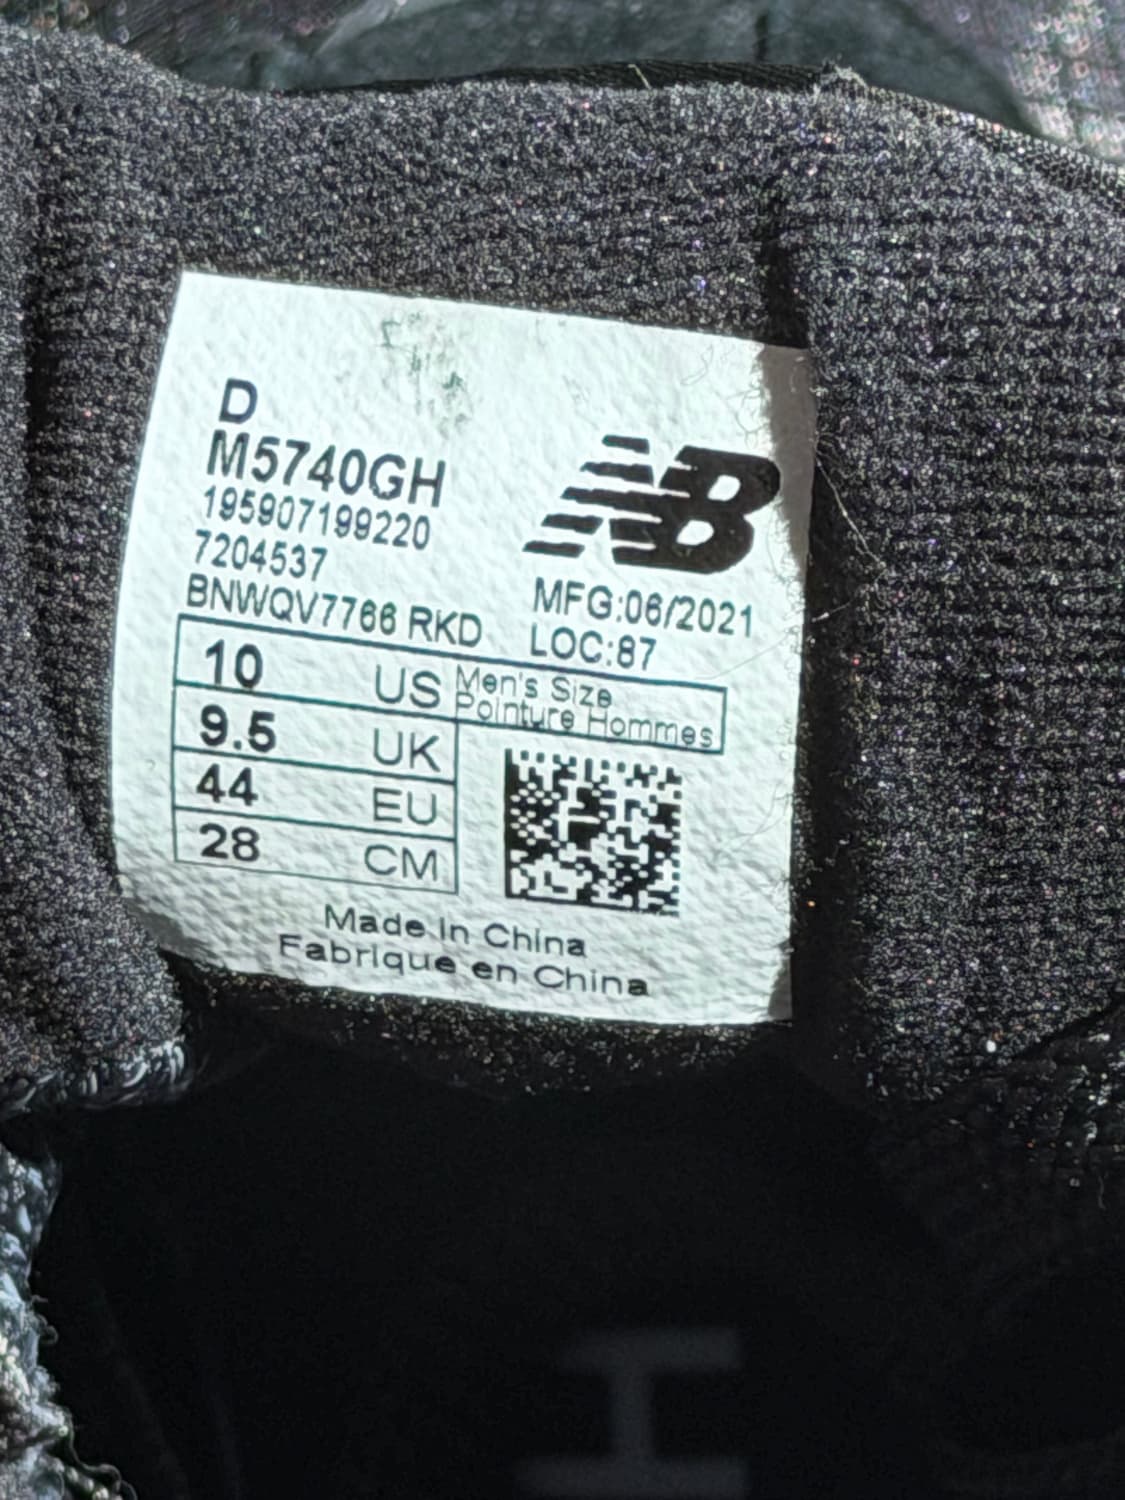 D
M5740GH
195907199220
7204537
BNWQV7766 RKD
NB
MFG:06/2021
LOC:87
10 US Men's Size
Pointure Hommes
9.5 UK
44 EU
28 CM
Made in China
Fabrique en China